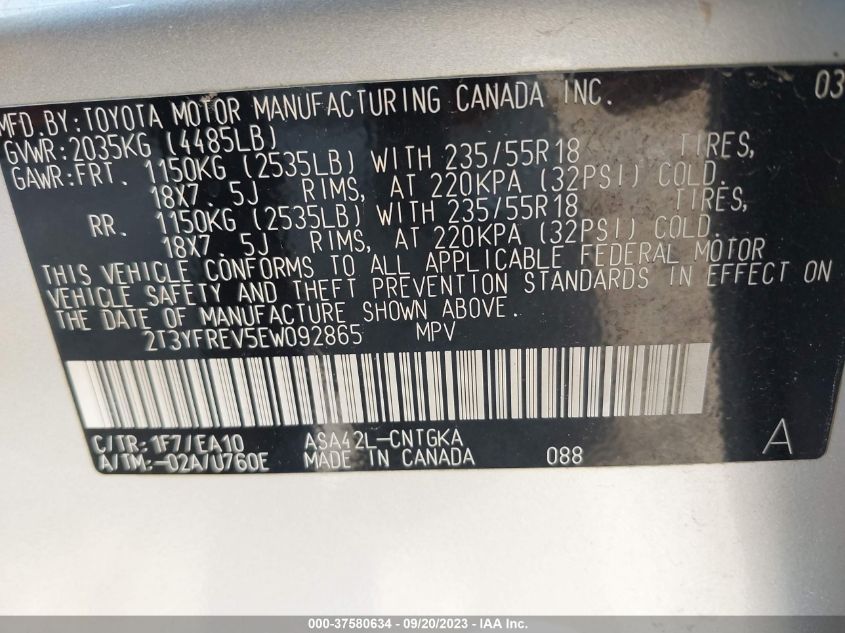 MFD.BY:TOYOTA MOTOR MANUFACTURING CANADA INC. 03
GVWR:2035KG (4485LB)
GAWR:FRT. 1150KG (2535LB) WITH 235/55R18 TIRES,
18X7.5J RIMS, AT 220KPA (32PSI) COLD.
RR. 1150KG (2535LB) WITH 235/55R18 TIRES,
18X7.5J RIMS, AT 220KPA (32PSI) COLD.
THIS VEHICLE CONFORMS TO ALL APPLICABLE FEDERAL MOTOR
VEHICLE SAFETY AND THEFT PREVENTION STANDARDS IN EFFECT ON
THE DATE OF MANUFACTURE SHOWN ABOVE.
2T3YFREV5EW092865 MPV
C/TR:1F7/EA10 ASA42L-CNTGKA A
A/TM:-02A/U760E MADE IN CANADA 088
000-37580634 - 09/20/2023 - IAA Inc.